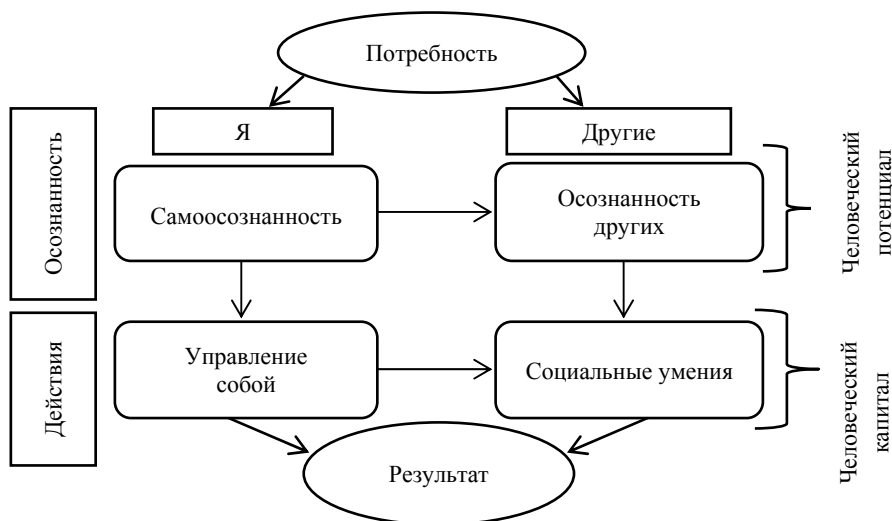 Потребность
Я
Другие
Осознанность
Самоосознанность
Осознанность
других
Человеческий
потенциал
Действия
Управление
собой
Социальные умения
Человеческий
капитал
Результат